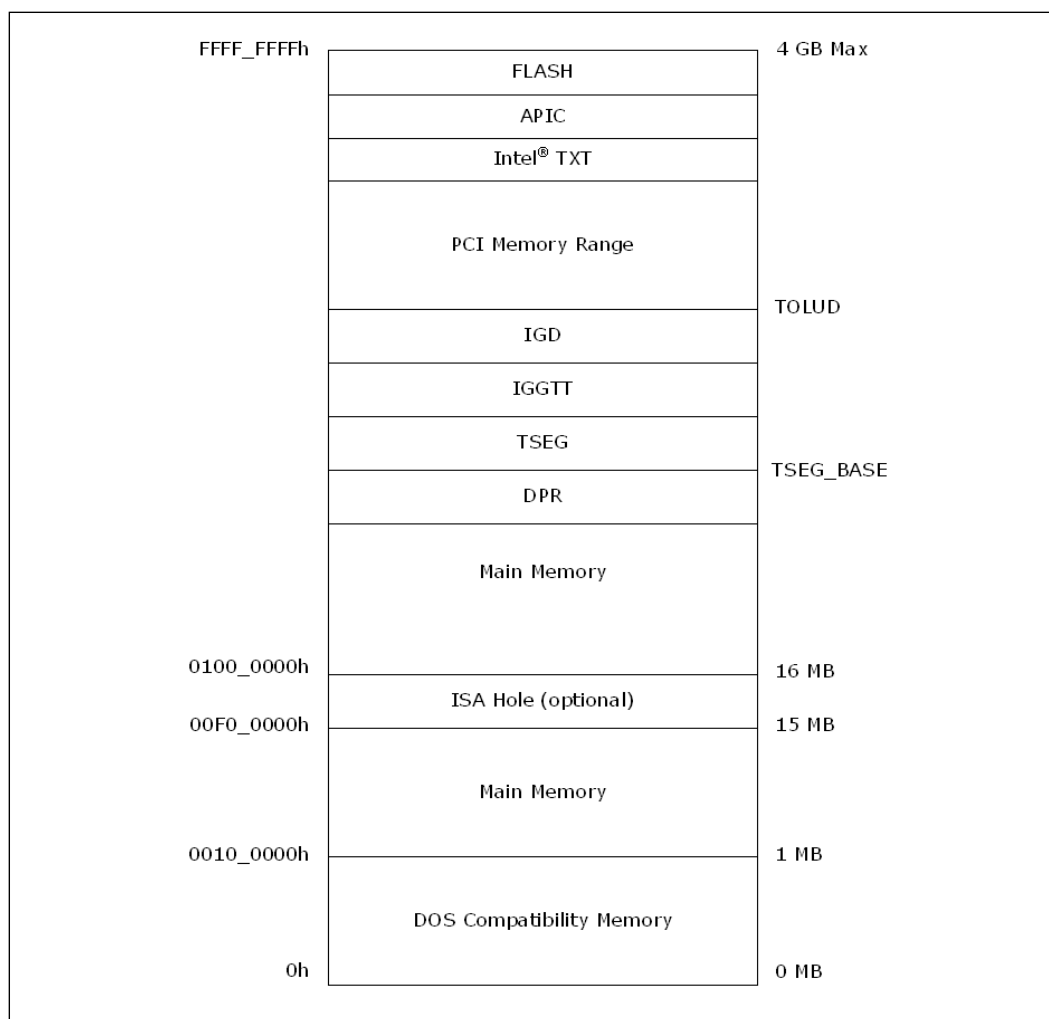 FFFF_FFFFh
4 GB Max
FLASH
APIC
Intel® TXT
PCI Memory Range
TOLUD
IGD
IGGTT
TSEG
TSEG_BASE
DPR
Main Memory
0100_0000h
16 MB
ISA Hole (optional)
00F0_0000h
15 MB
Main Memory
0010_0000h
1 MB
DOS Compatibility Memory
0h
0 MB